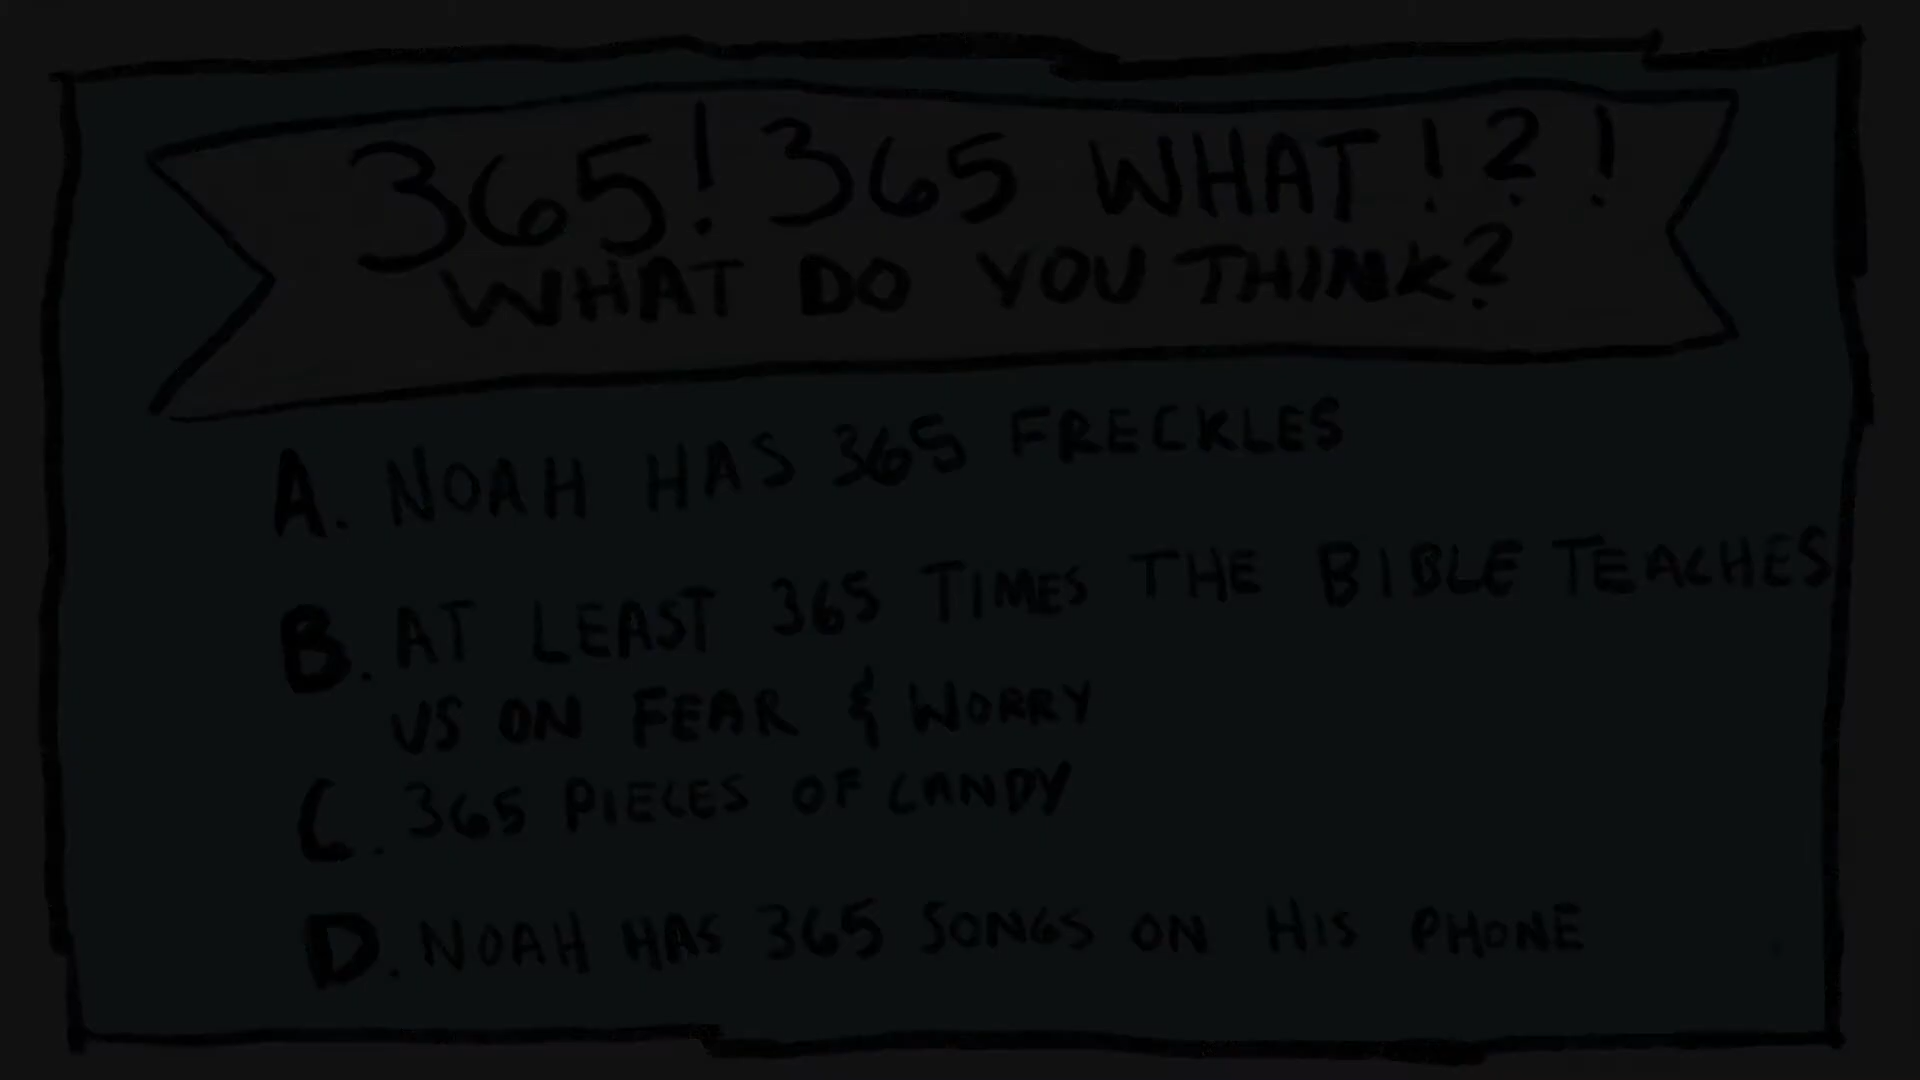 365! 365 WHAT!?!
WHAT DO YOU THINK?
A. NOAH HAS 365 FRECKLES
B. AT LEAST 365 TIMES THE BIBLE TEACHES
US ON FEAR & WORRY
C. 365 PIECES OF CANDY
D. NOAH HAS 365 SONGS ON HIS PHONE